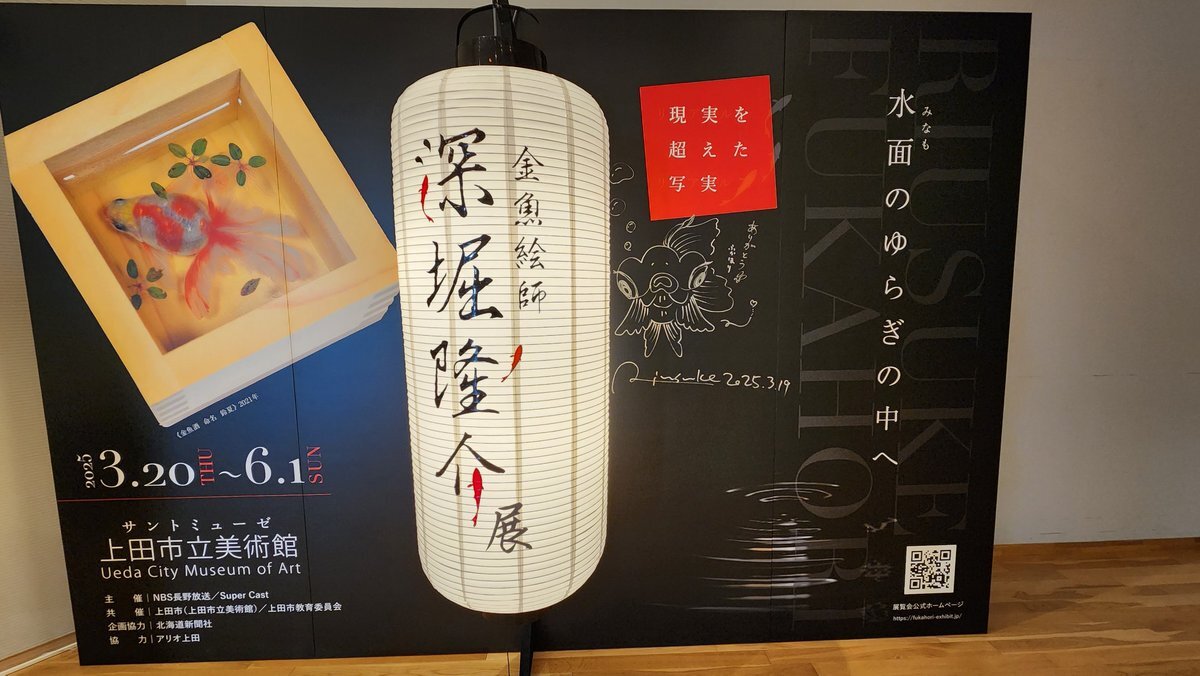 水面のゆらぎの中へ
みなも
RIUSUKE
FUKAHORI
現実を
超えた
写実
ありがとうね
Riusuke 2025.3.19
金魚絵師
深堀隆介
展
《金魚酒 命名 鈴夏》2021年
2025 3.20 THU ~ 6.1 SUN
サントミューゼ
上田市立美術館
Ueda City Museum of Art
主 催|NBS長野放送/Super Cast
共 催|上田市(上田市立美術館)/上田市教育委員会
企画協力|北海道新聞社
協 力|アリオ上田
展覧会公式ホームページ
https://fukahori-exhibit.jp/